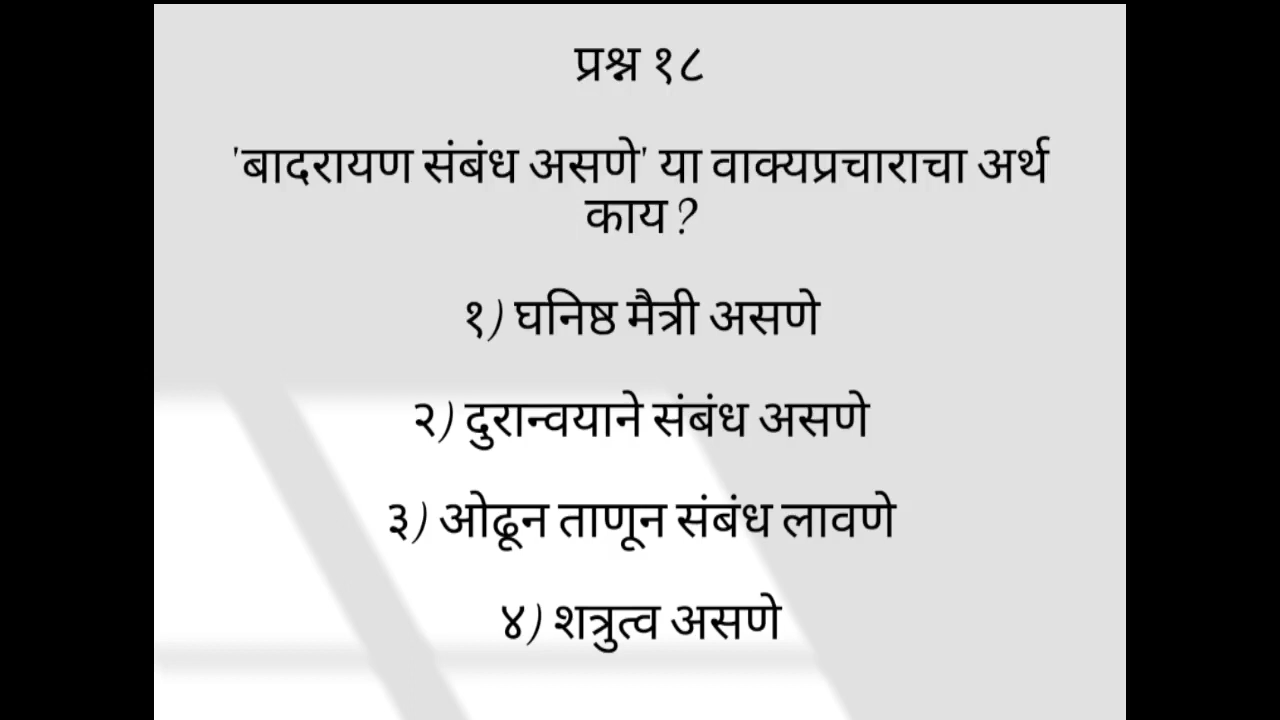 प्रश्न १८
'बादरायण संबंध असणे' या वाक्यप्रचाराचा अर्थ
काय ?
१) घनिष्ठ मैत्री असणे
२) दुरान्वयाने संबंध असणे
३) ओढून ताणून संबंध लावणे
४) शत्रुत्व असणे